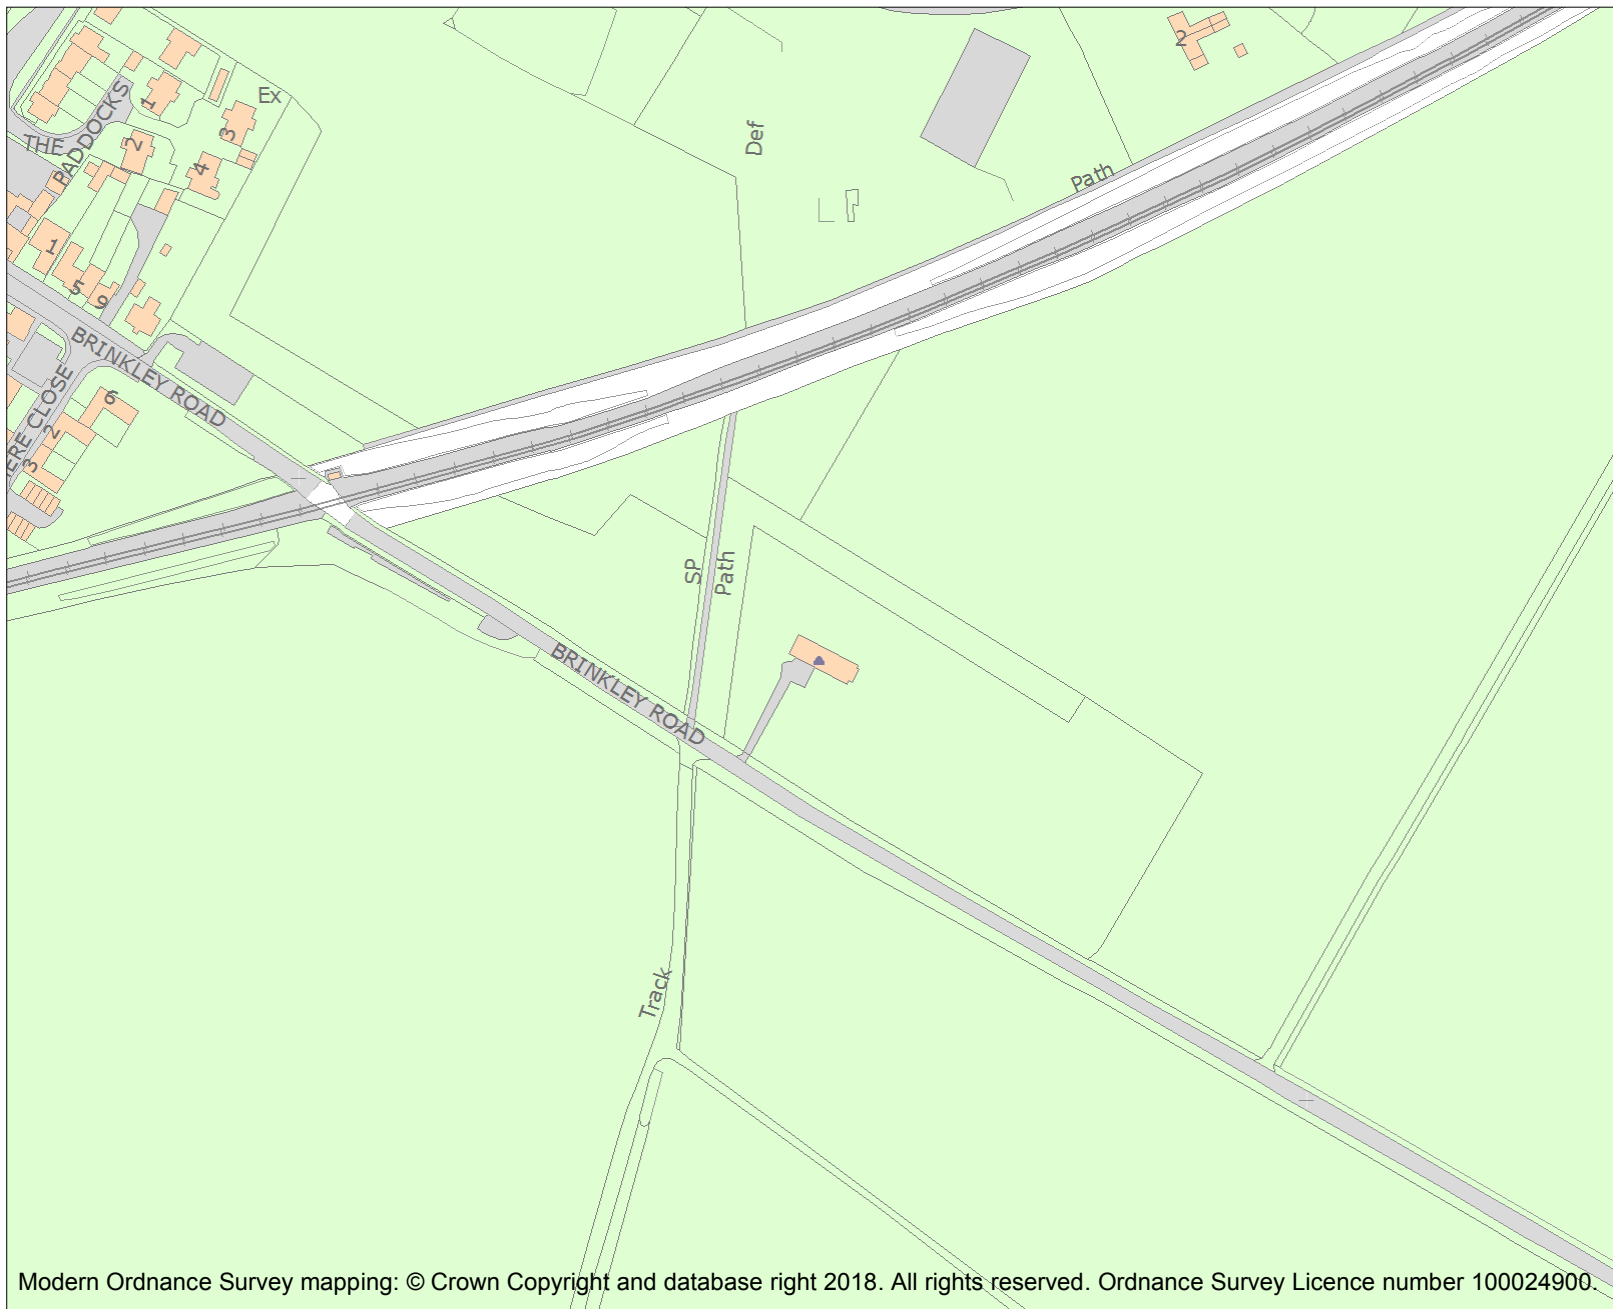 2
Ex
THE
PADDOCKS
1
3
2
4
Def
Path
1
5
9
BRINKLEY ROAD
ERE CLOSE
6
2
3
SP
Path
BRINKLEY ROAD
Track
Modern Ordnance Survey mapping: © Crown Copyright and database right 2018. All rights reserved. Ordnance Survey Licence number 100024900.